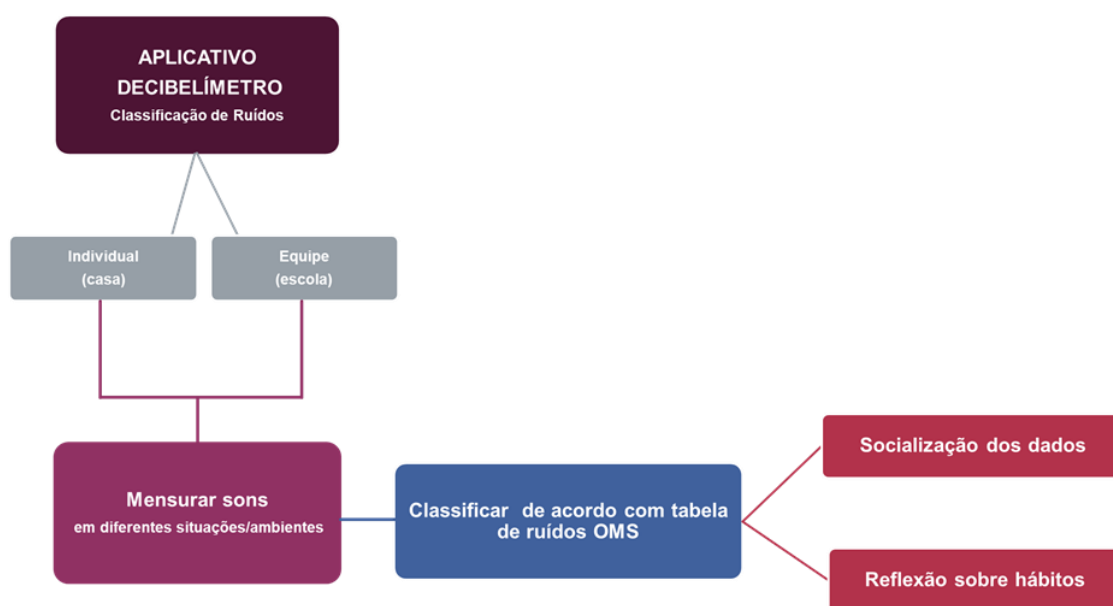 APLICATIVO
DECIBELÍMETRO
Classificação de Ruídos
Individual
(casa)
Equipe
(escola)
Mensurar sons
em diferentes situações/ambientes
Classificar de acordo com tabela
de ruídos OMS
Socialização dos dados
Reflexão sobre hábitos